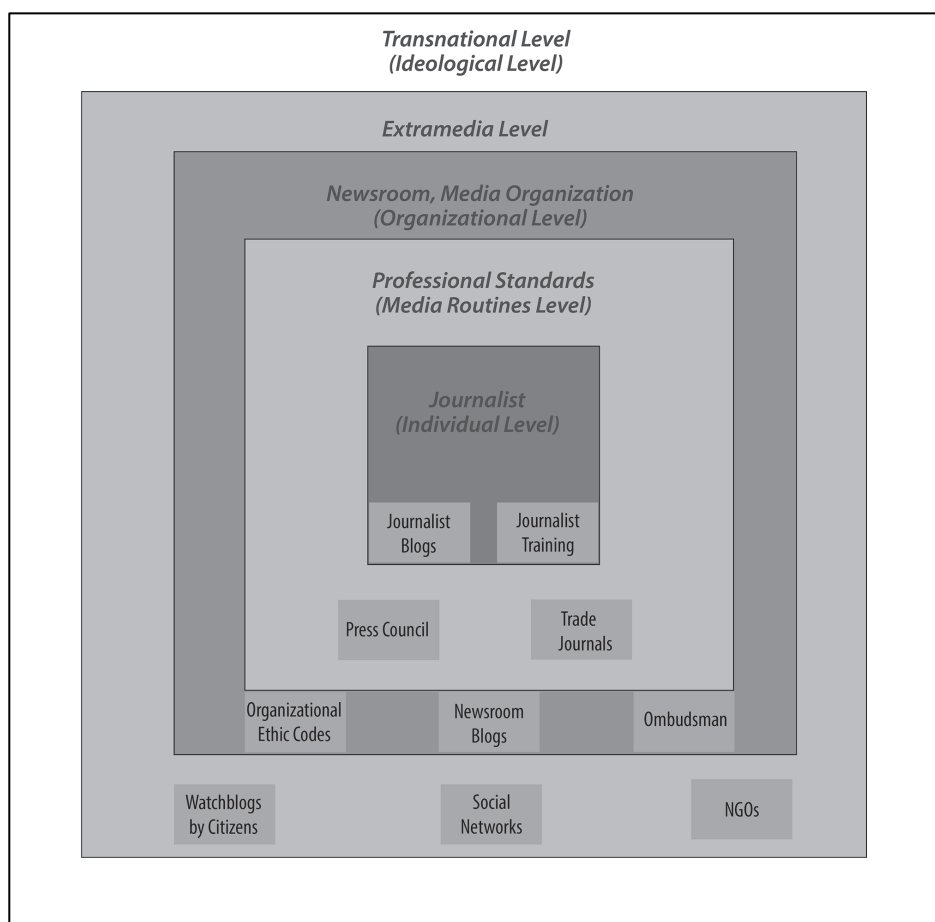 Transnational Level
(Ideological Level)
Extramedia Level
Newsroom, Media Organization
(Organizational Level)
Professional Standards
(Media Routines Level)
Journalist
(Individual Level)
Journalist
Blogs
Journalist
Training
Press Council
Trade
Journals
Organizational
Ethic Codes
Newsroom
Blogs
Ombudsman
Watchblogs
by Citizens
Social
Networks
NGOs